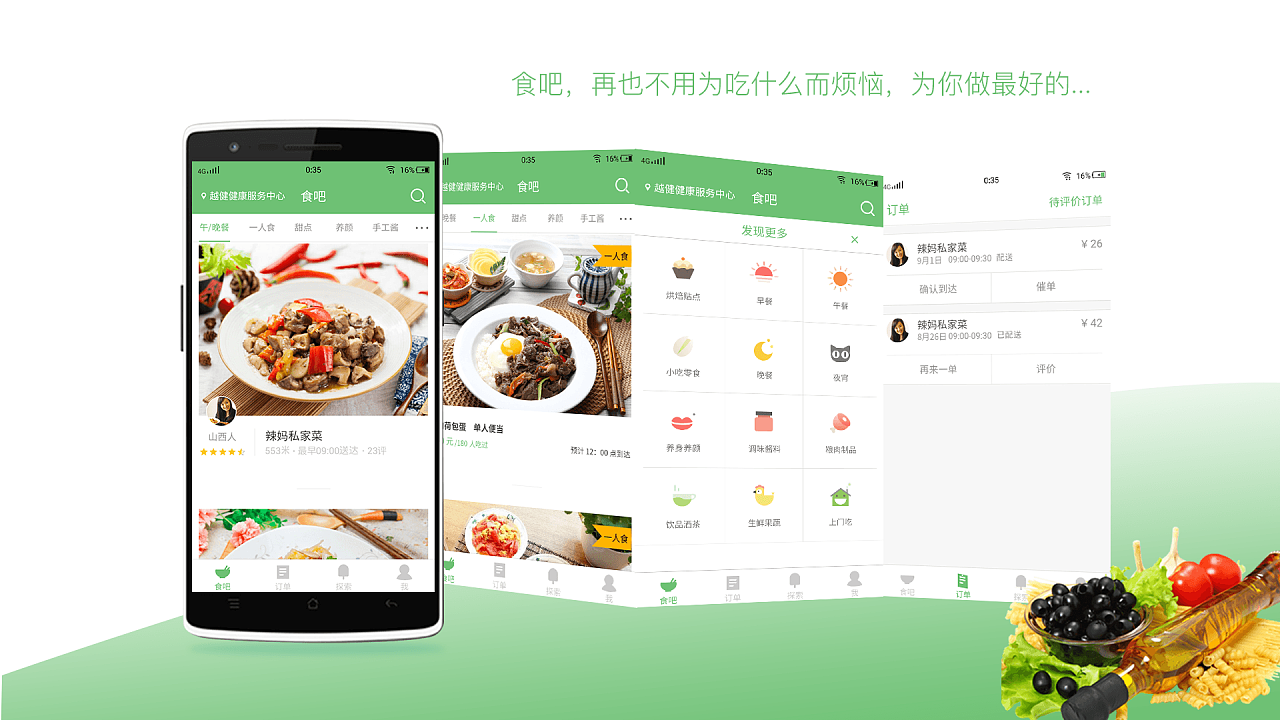 食吧，再也不用为吃什么而烦恼，为你做最好的...
4G
0:35
16%
越健健康服务中心
食吧
午/晚餐
一人食
甜点
养颜
手工酱
山西人
辣妈私家菜
553米 · 最早09:00送达 · 23评
食吧
订单
探索
我
0:35
16%
健健康服务中心
食吧
晚餐
一人食
甜点
养颜
手工酱
一人食
荷包蛋 单人便当
元 /180 人吃过
预计 12：00 点到达
一人食
食吧
订单
探索
我
4G
0:35
16%
越健健康服务中心
食吧
发现更多
×
烘焙贴点
早餐
午餐
小吃零食
晚餐
夜宵
养身养颜
调味酱料
腌肉制品
饮品酒茶
生鲜果蔬
上门吃
食吧
订单
探索
我
4G
0:35
16%
订单
待评价订单
辣妈私家菜
¥ 26
9月1日 09:00-09:30 配送
确认到达
催单
辣妈私家菜
¥ 42
8月26日 09:00-09:30 已配送
再来一单
评价
食吧
订单
探索